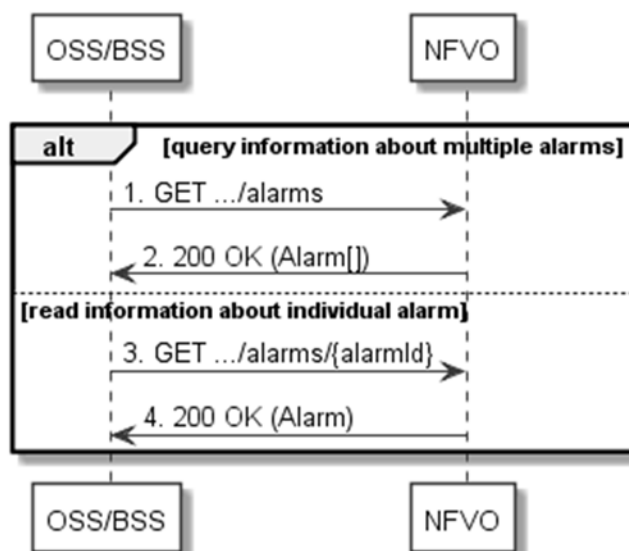 OSS/BSS
NFVO
alt
[query information about multiple alarms]
1. GET .../alarms
2. 200 OK (Alarm[])
[read information about individual alarm]
3. GET .../alarms/{alarmId}
4. 200 OK (Alarm)
OSS/BSS
NFVO